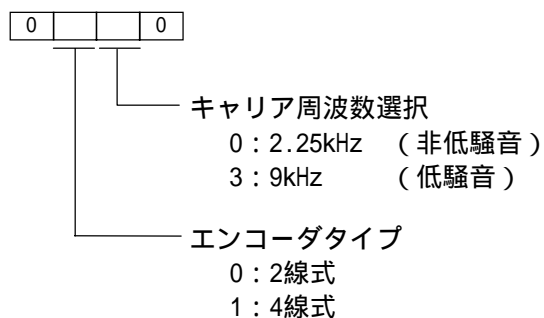 0 0
キャリア周波数選択
0:2.25kHz (非低騒音)
3:9kHz (低騒音)
エンコーダタイプ
0:2線式
1:4線式